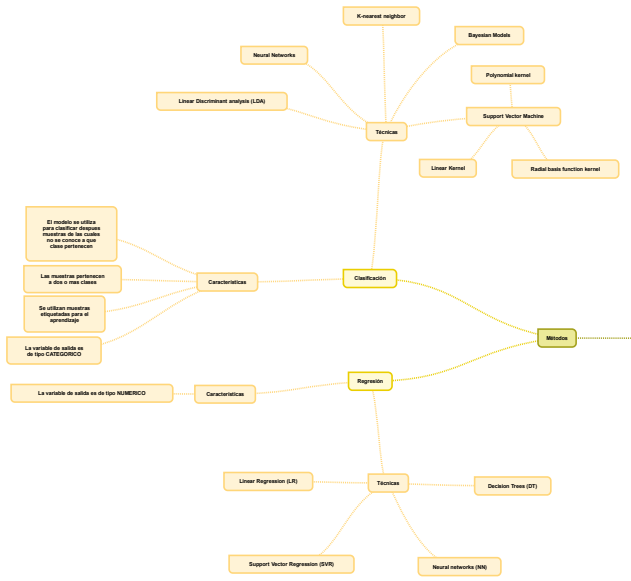 K-nearest neighbor
Bayesian Models
Neural Networks
Polynomial kernel
Linear Discriminant analysis (LDA)
Support Vector Machine
Técnicas
Linear Kernel
Radial basis function kernel
El modelo se utiliza
para clasificar despues
muestras de las cuales
no se conoce a que
clase pertenecen
Las muestras pertenecen
a dos o mas clases
Características
Clasificación
Se utilizan muestras
etiquetadas para el
aprendizaje
La variable de salida es
de tipo CATEGORICO
Métodos
Regresión
La variable de salida es de tipo NUMERICO
Características
Linear Regression (LR)
Técnicas
Decision Trees (DT)
Support Vector Regression (SVR)
Neural networks (NN)